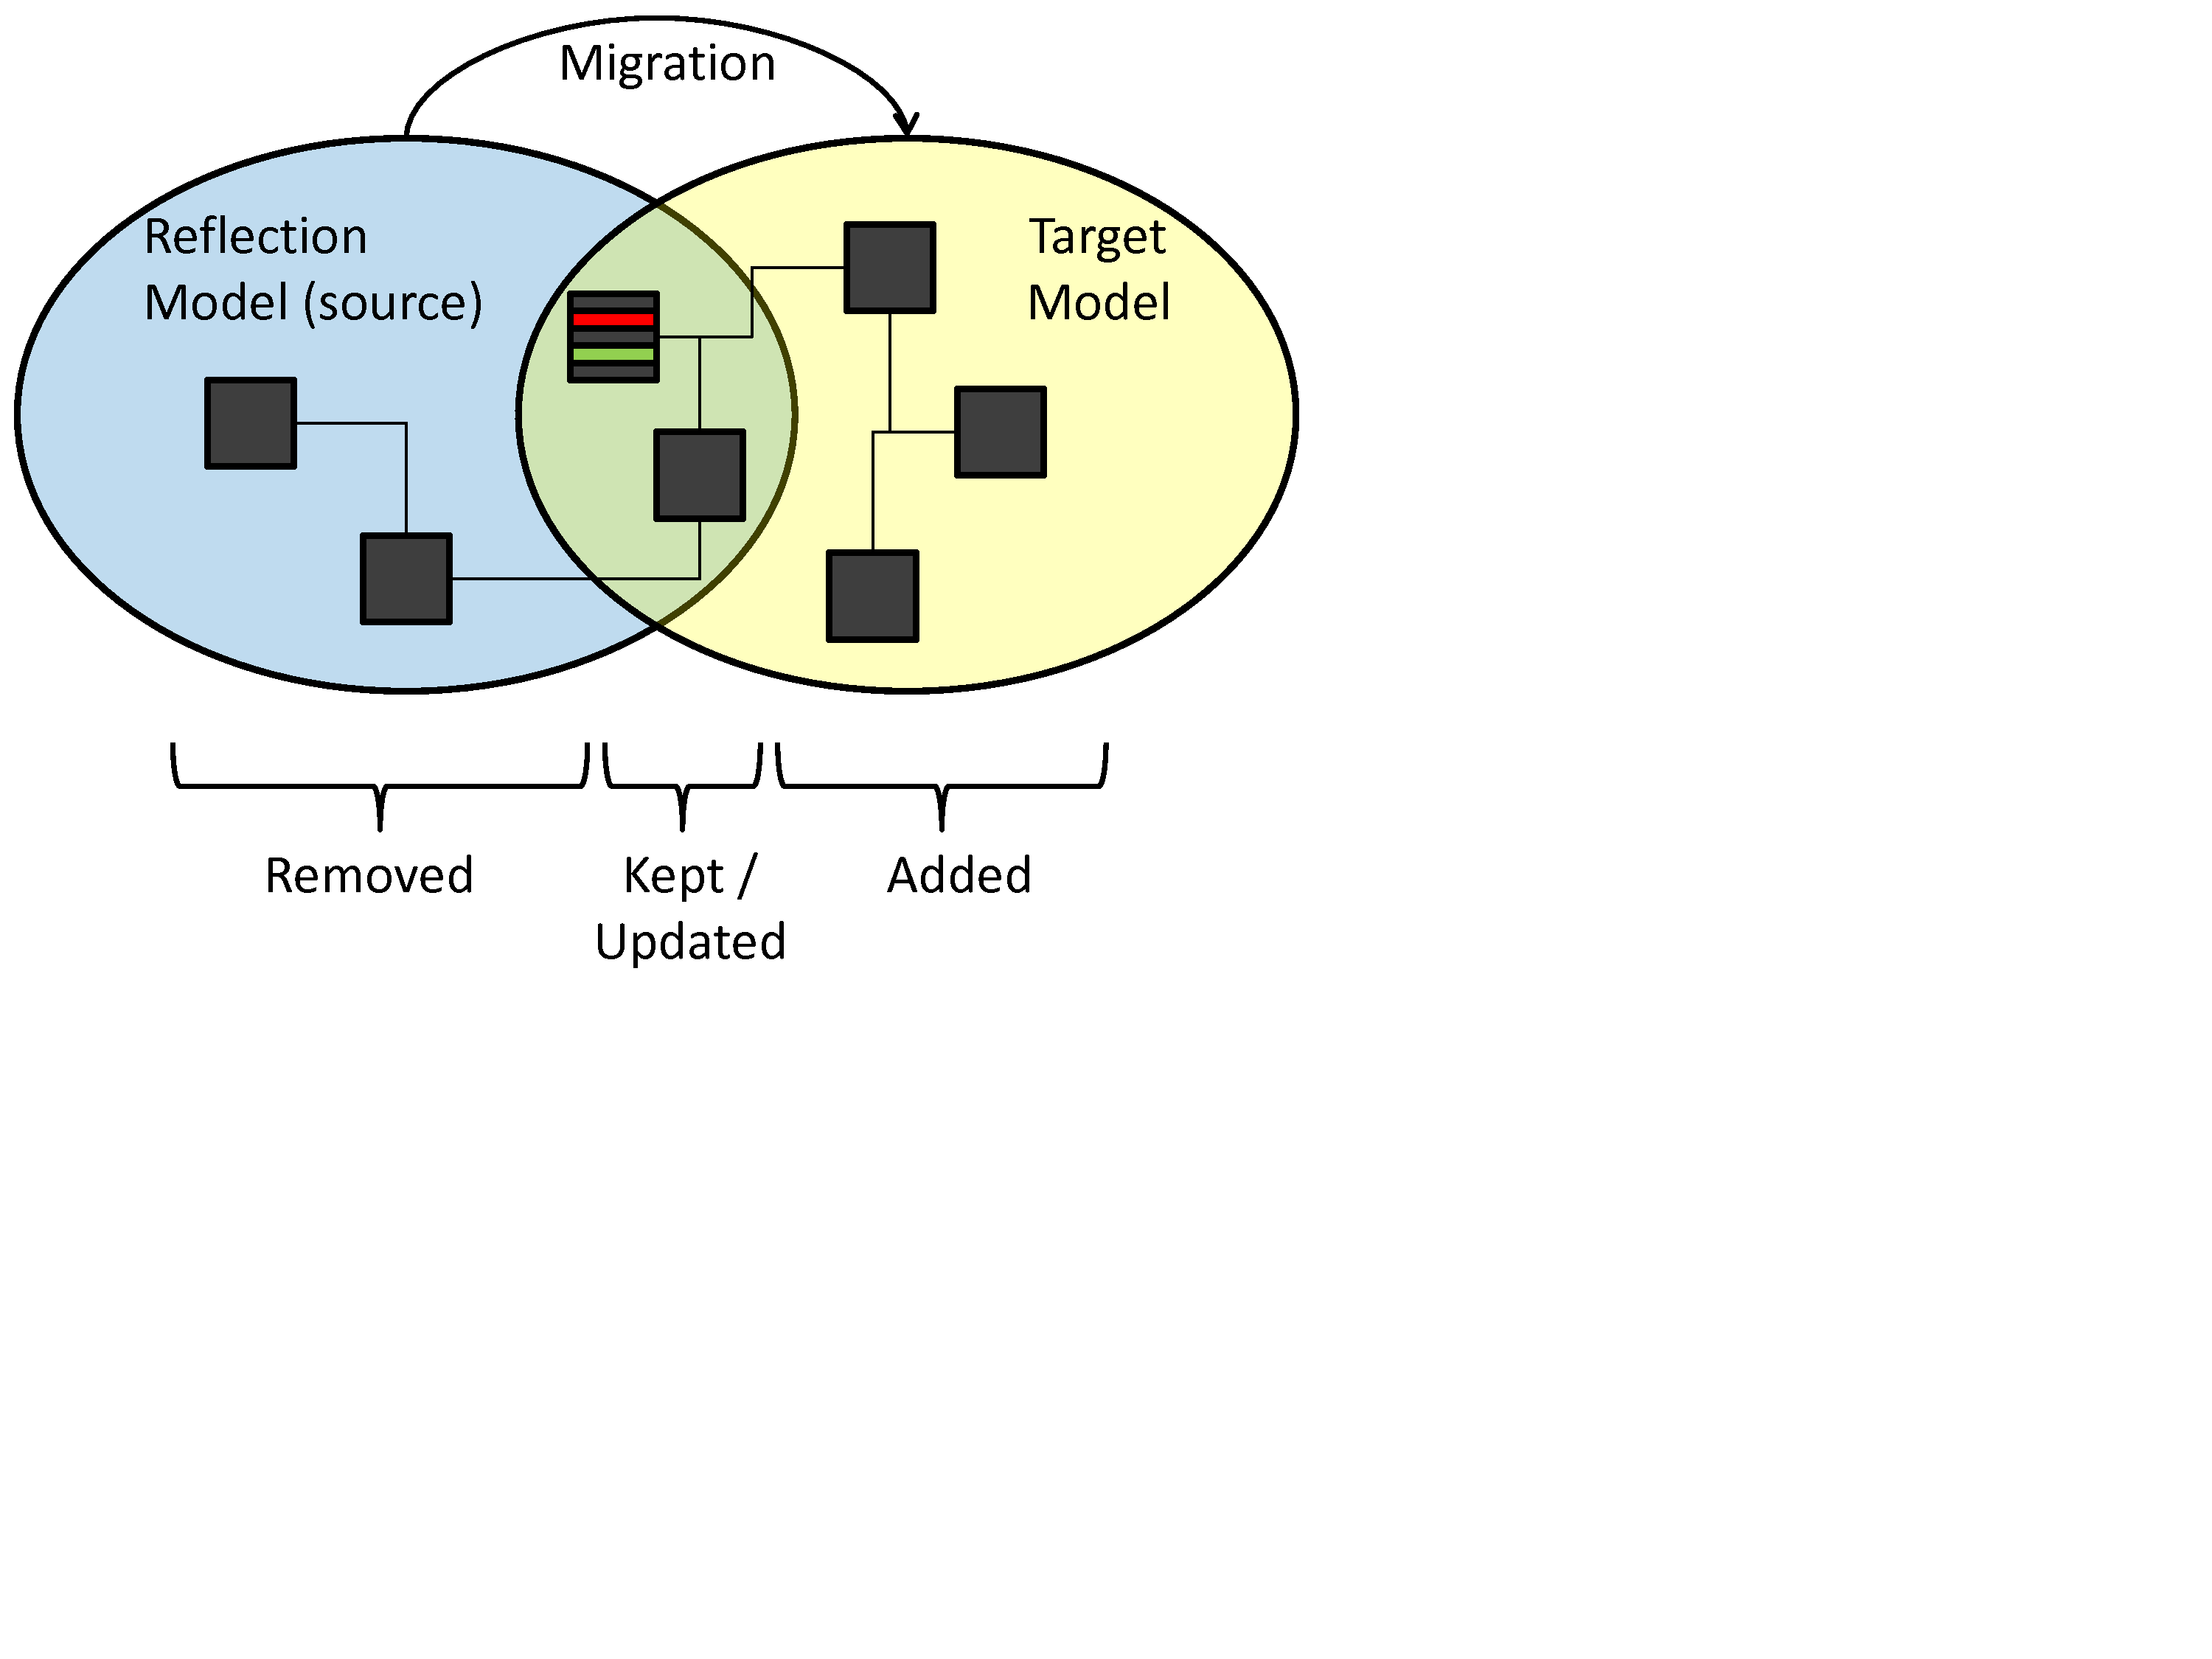 Migration
Reflection
Model (source)
Target
Model
Removed
Kept /
Updated
Added